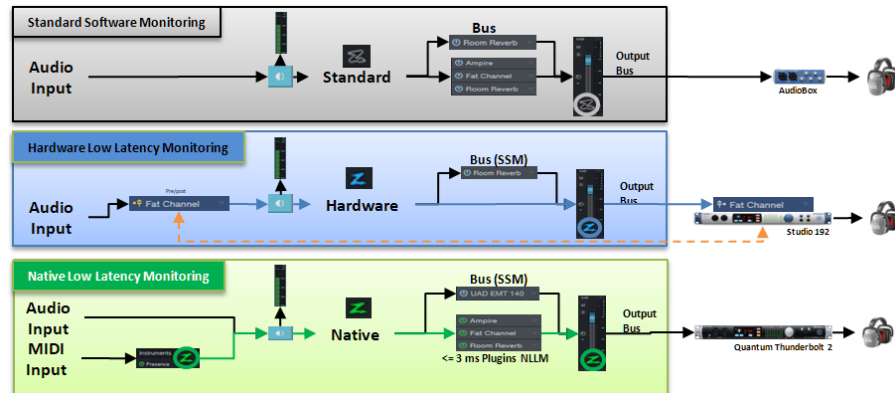 Standard Software Monitoring
Audio
Input
Standard
Bus
Room Reverb
Ampire
Fat Channel
Room Reverb
Output
Bus
AudioBox
Hardware Low Latency Monitoring
Audio
Input
Pre/post
Fat Channel
Hardware
Bus (SSM)
Room Reverb
Output
Bus
Fat Channel
Studio 192
Native Low Latency Monitoring
Audio
Input
MIDI
Input
Instruments
Presence
Native
Bus (SSM)
UAD EMT 140
Ampire
Fat Channel
Room Reverb
<= 3 ms Plugins NLLM
Output
Bus
Quantum Thunderbolt 2